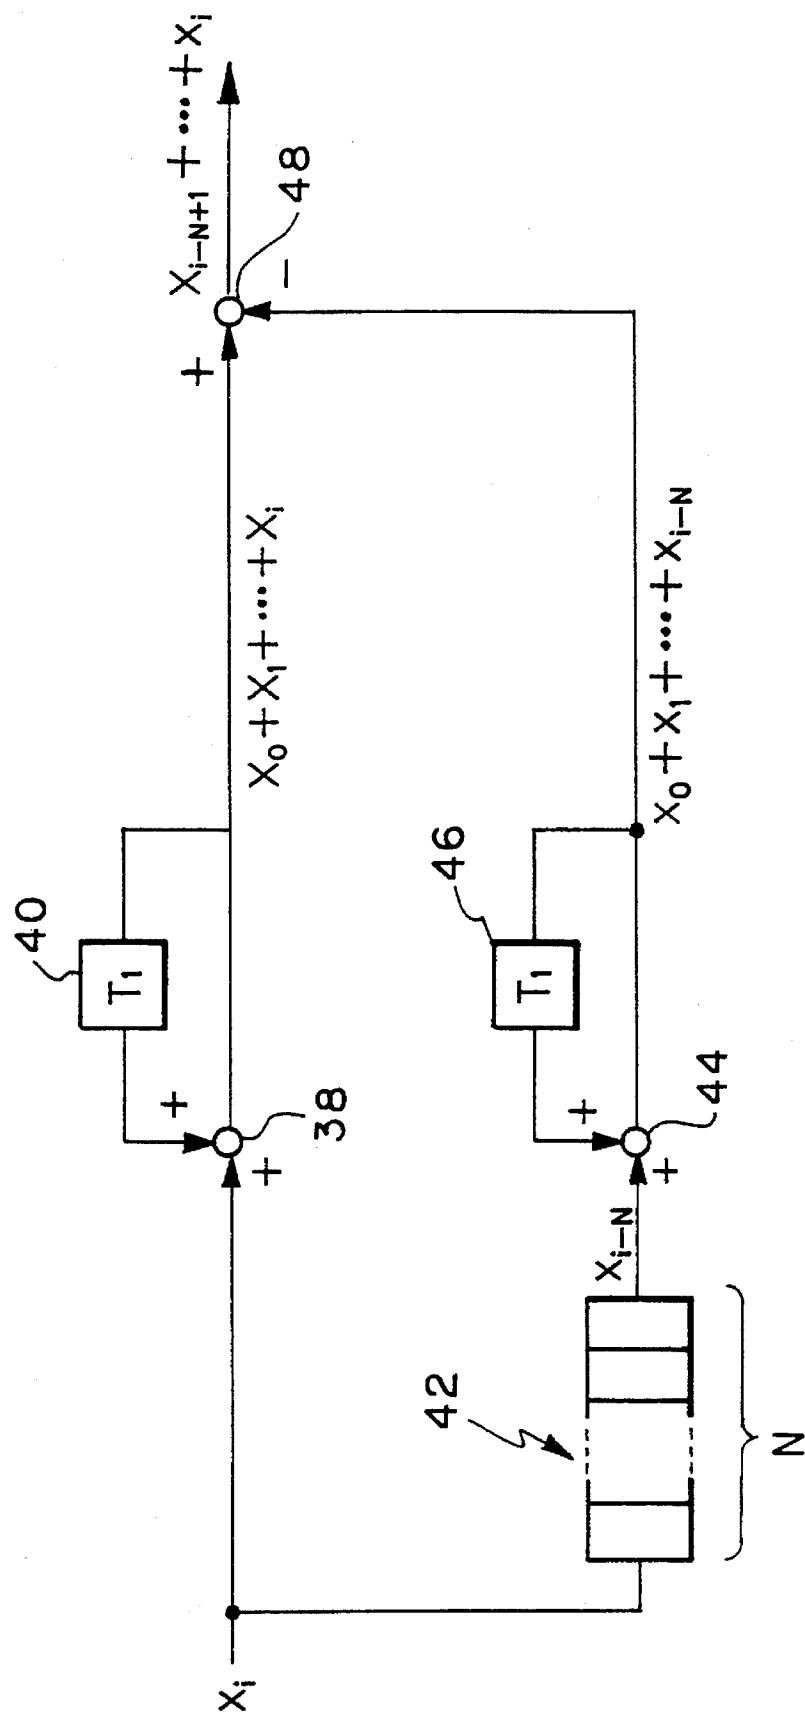 X_i
38
+
+
40
T_1
X_0+X_1+⋯+X_i
+
48
−
X_{i−N+1}+⋯+X_i
42
N
X_{i−N}
44
+
+
46
T_1
X_0+X_1+⋯+X_{i−N}